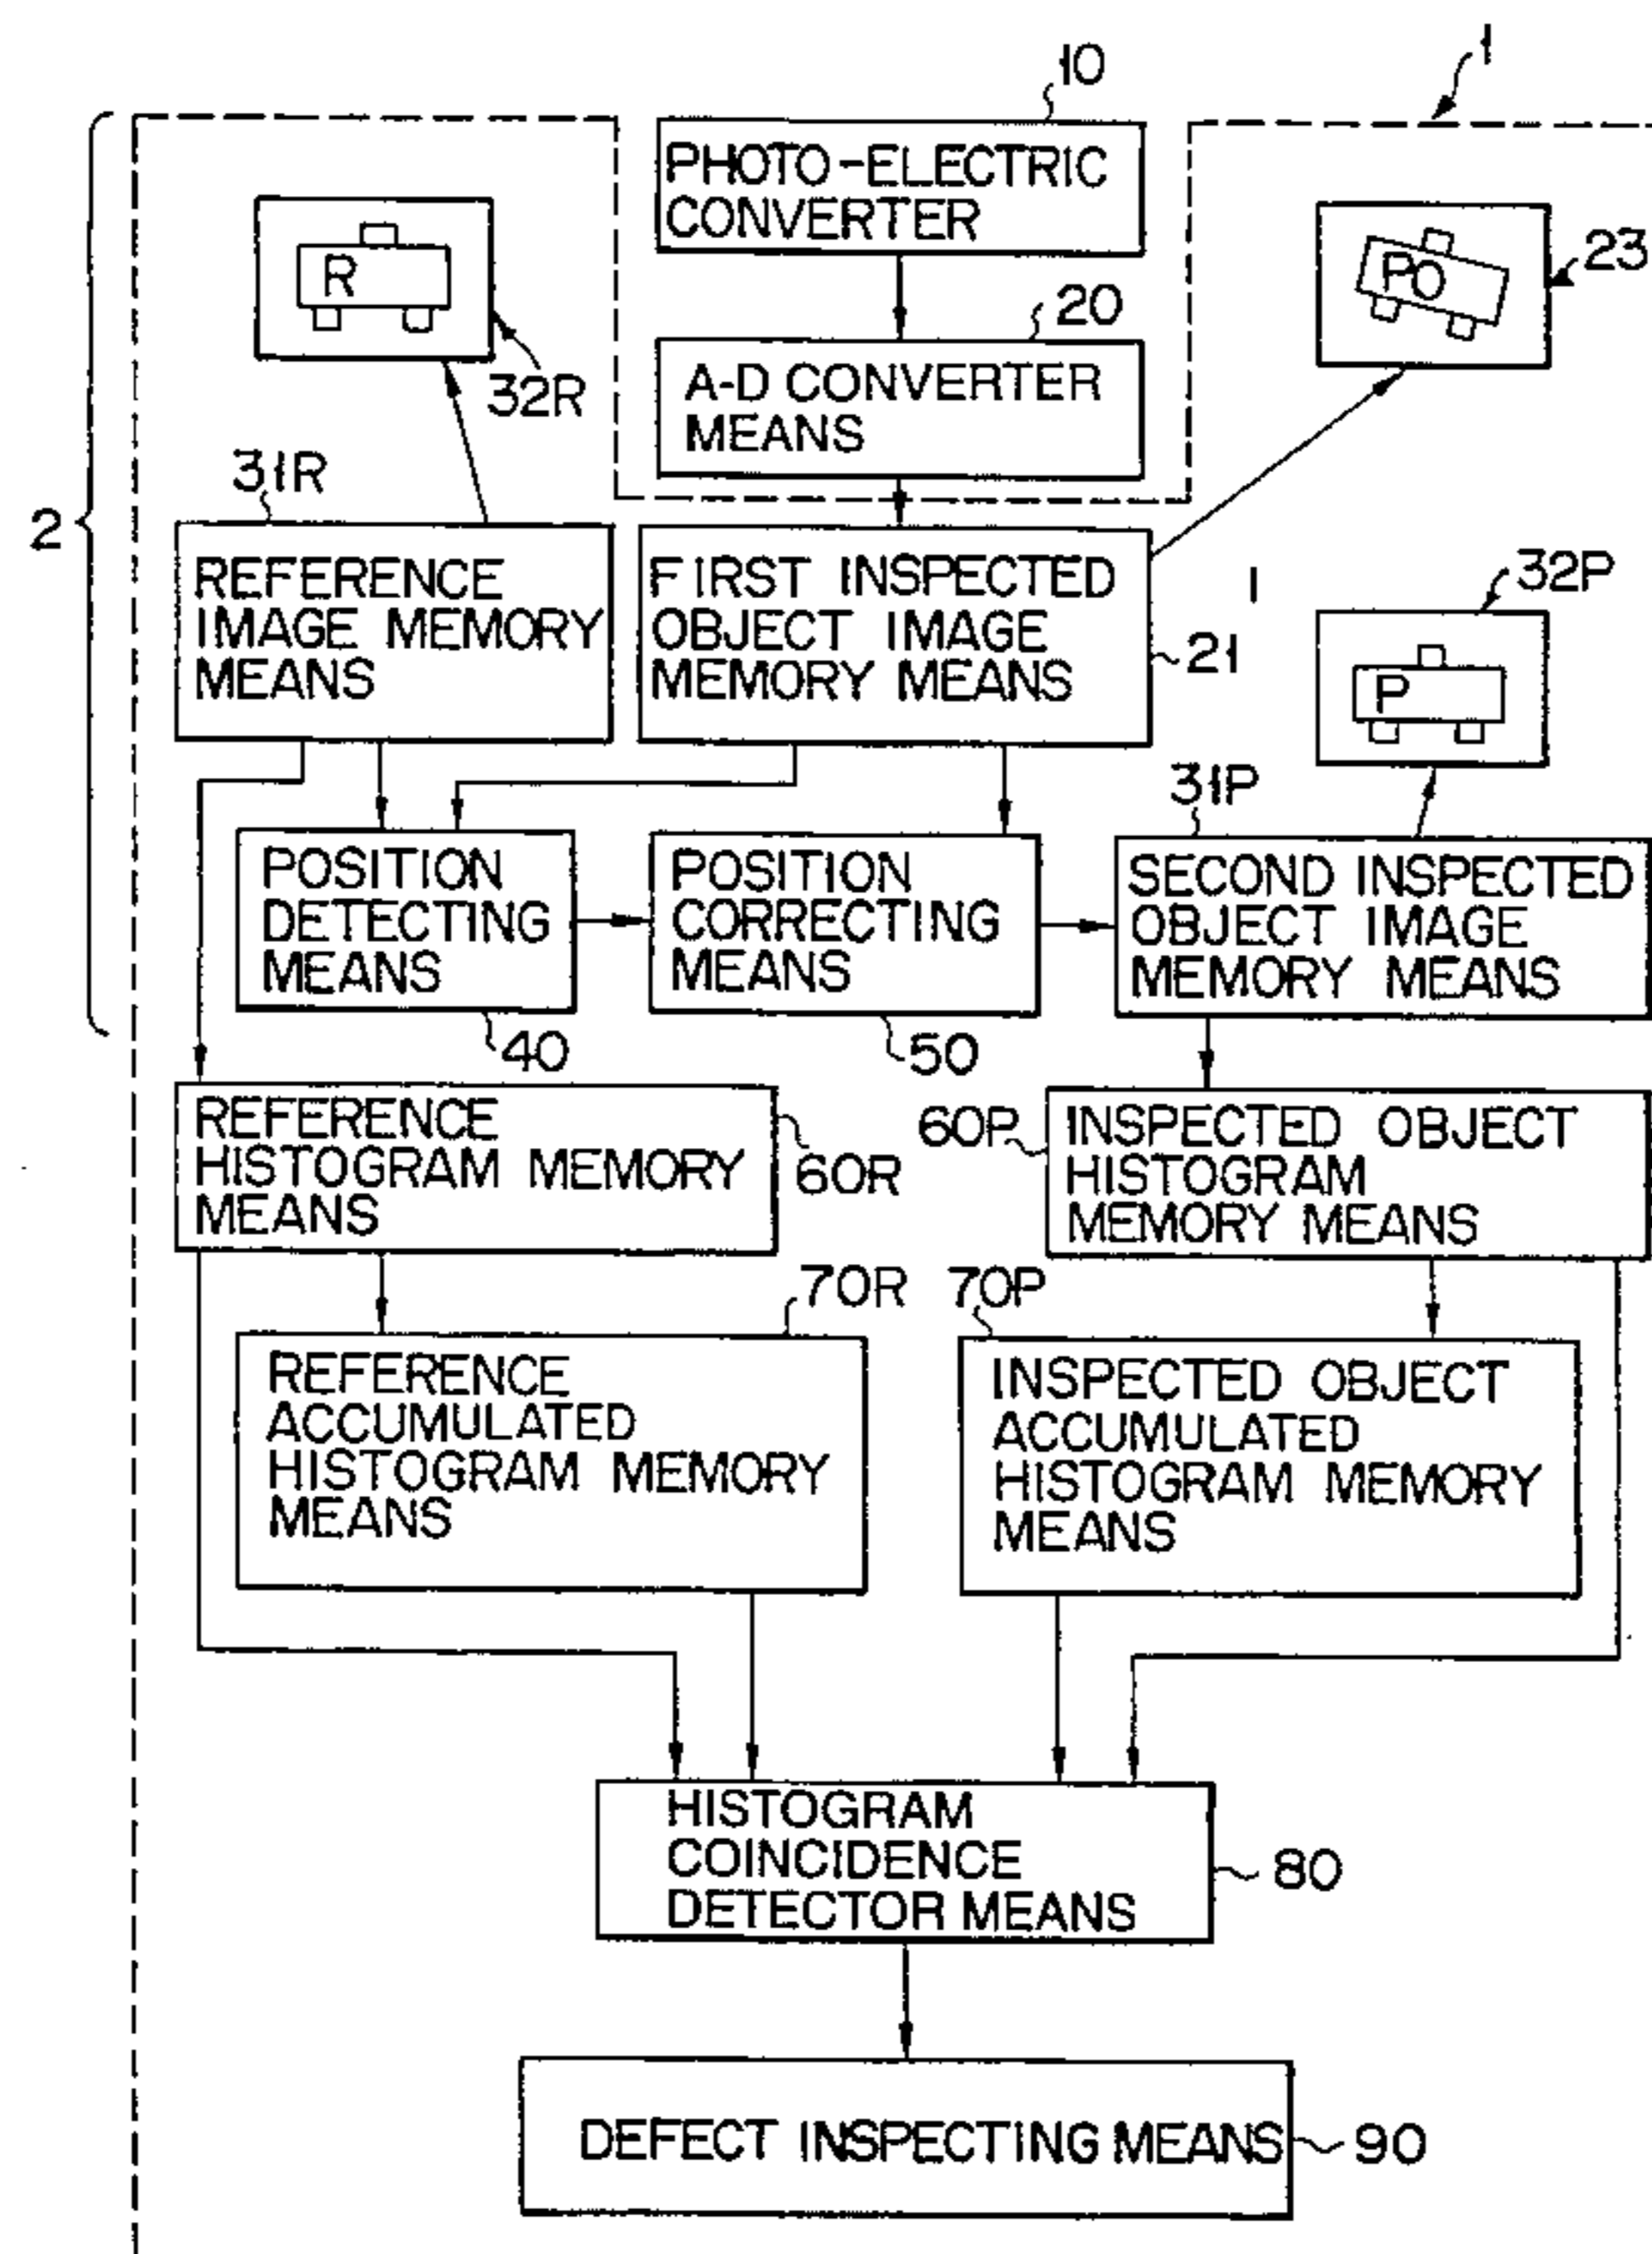 1
10
PHOTO-ELECTRIC
CONVERTER
R
32R
20
A-D CONVERTER
MEANS
PO
23
2
31R
REFERENCE
IMAGE MEMORY
MEANS
FIRST INSPECTED
OBJECT IMAGE
MEMORY MEANS
1
21
32P
P
31P
POSITION
DETECTING
MEANS
40
POSITION
CORRECTING
MEANS
50
SECOND INSPECTED
OBJECT IMAGE
MEMORY MEANS
REFERENCE
HISTOGRAM MEMORY
MEANS
60R
60P
INSPECTED OBJECT
HISTOGRAM
MEMORY MEANS
70R
70P
REFERENCE
ACCUMULATED
HISTOGRAM MEMORY
MEANS
INSPECTED OBJECT
ACCUMULATED
HISTOGRAM MEMORY
MEANS
HISTOGRAM
COINCIDENCE
DETECTOR MEANS
80
DEFECT INSPECTING MEANS
90